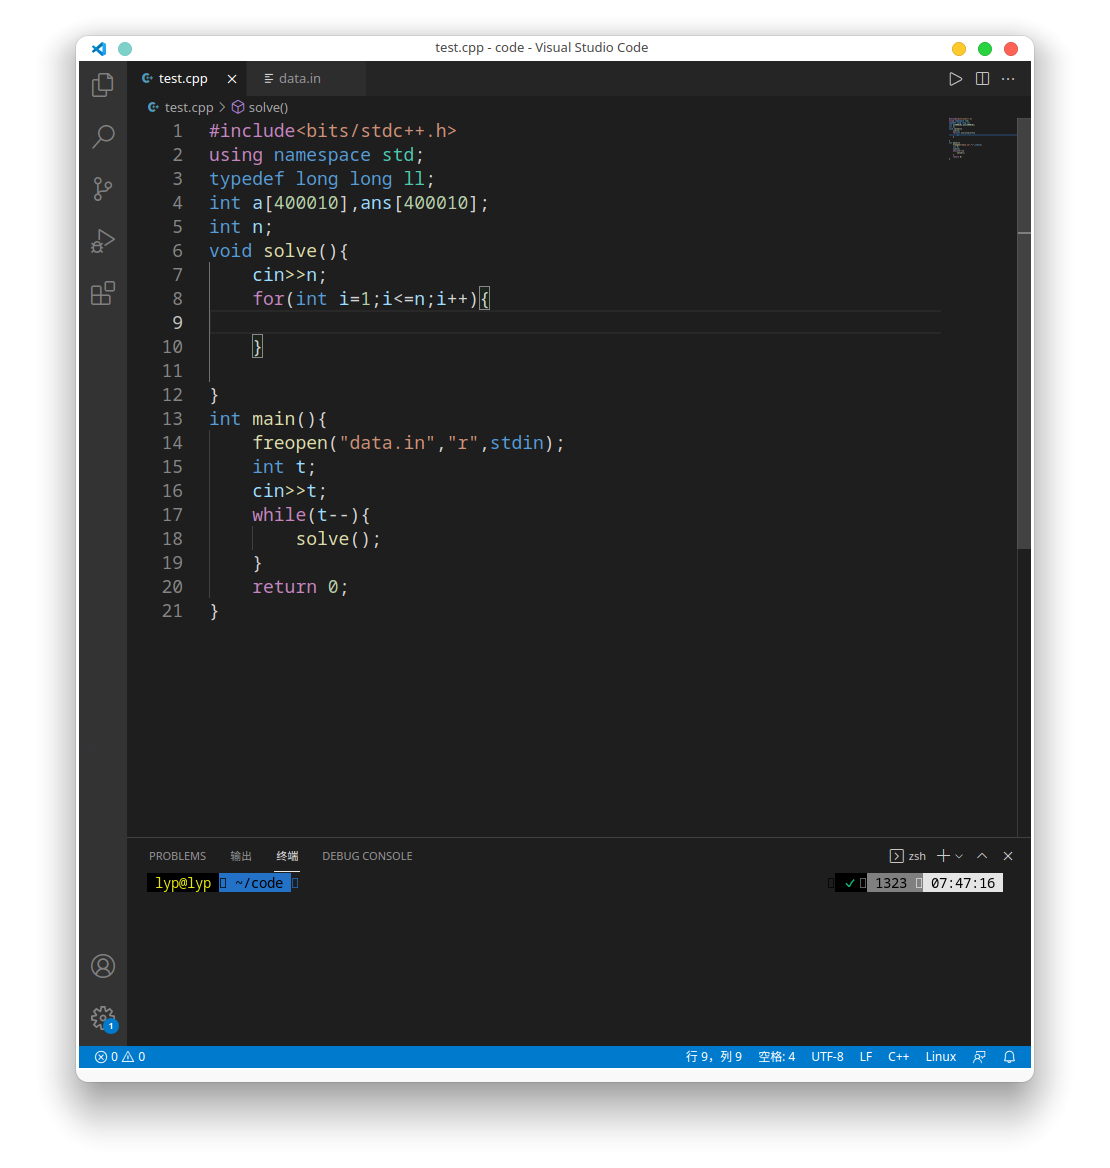 test.cpp - code - Visual Studio Code
test.cpp data.in
test.cpp solve()
1 #include<bits/stdc++.h>
2 using namespace std;
3 typedef long long ll;
4 int a[400010],ans[400010];
5 int n;
6 void solve(){
7     cin>>n;
8     for(int i=1;i<=n;i++){
9
10     }
11
12 }
13 int main(){
14     freopen("data.in","r",stdin);
15     int t;
16     cin>>t;
17     while(t--){
18         solve();
19     }
20     return 0;
21 }
PROBLEMS 输出 终端 DEBUG CONSOLE zsh
lyp@lyp ~/code 1323 07:47:16
1
0 0 行 9，列 9 空格: 4 UTF-8 LF C++ Linux